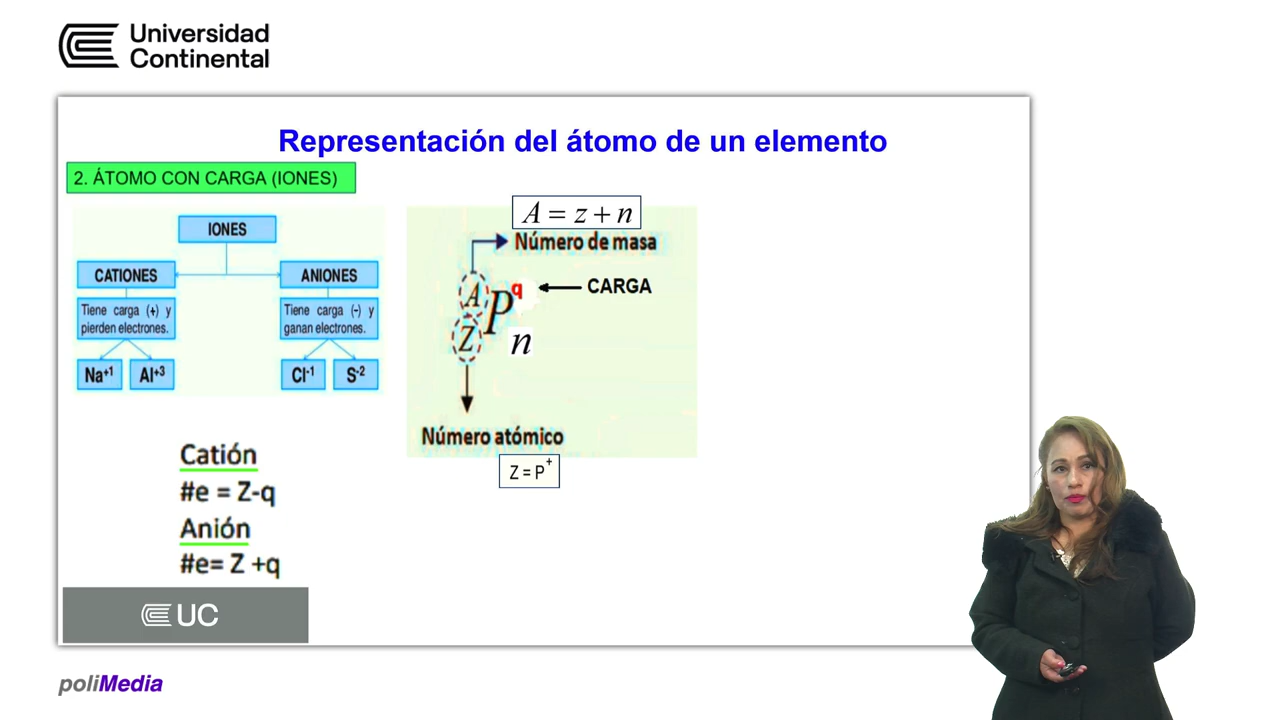 Universidad
Continental
Representación del átomo de un elemento
2. ÁTOMO CON CARGA (IONES)
IONES
CATIONES
ANIONES
Tiene carga (+) y
pierden electrones.
Tiene carga (-) y
ganan electrones.
Na+1
Al+3
Cl-1
S-2
A = z + n
Número de masa
A
P
q
CARGA
Z
n
Número atómico
Z = P+
Catión
#e = Z-q
Anión
#e= Z +q
UC
poliMedia